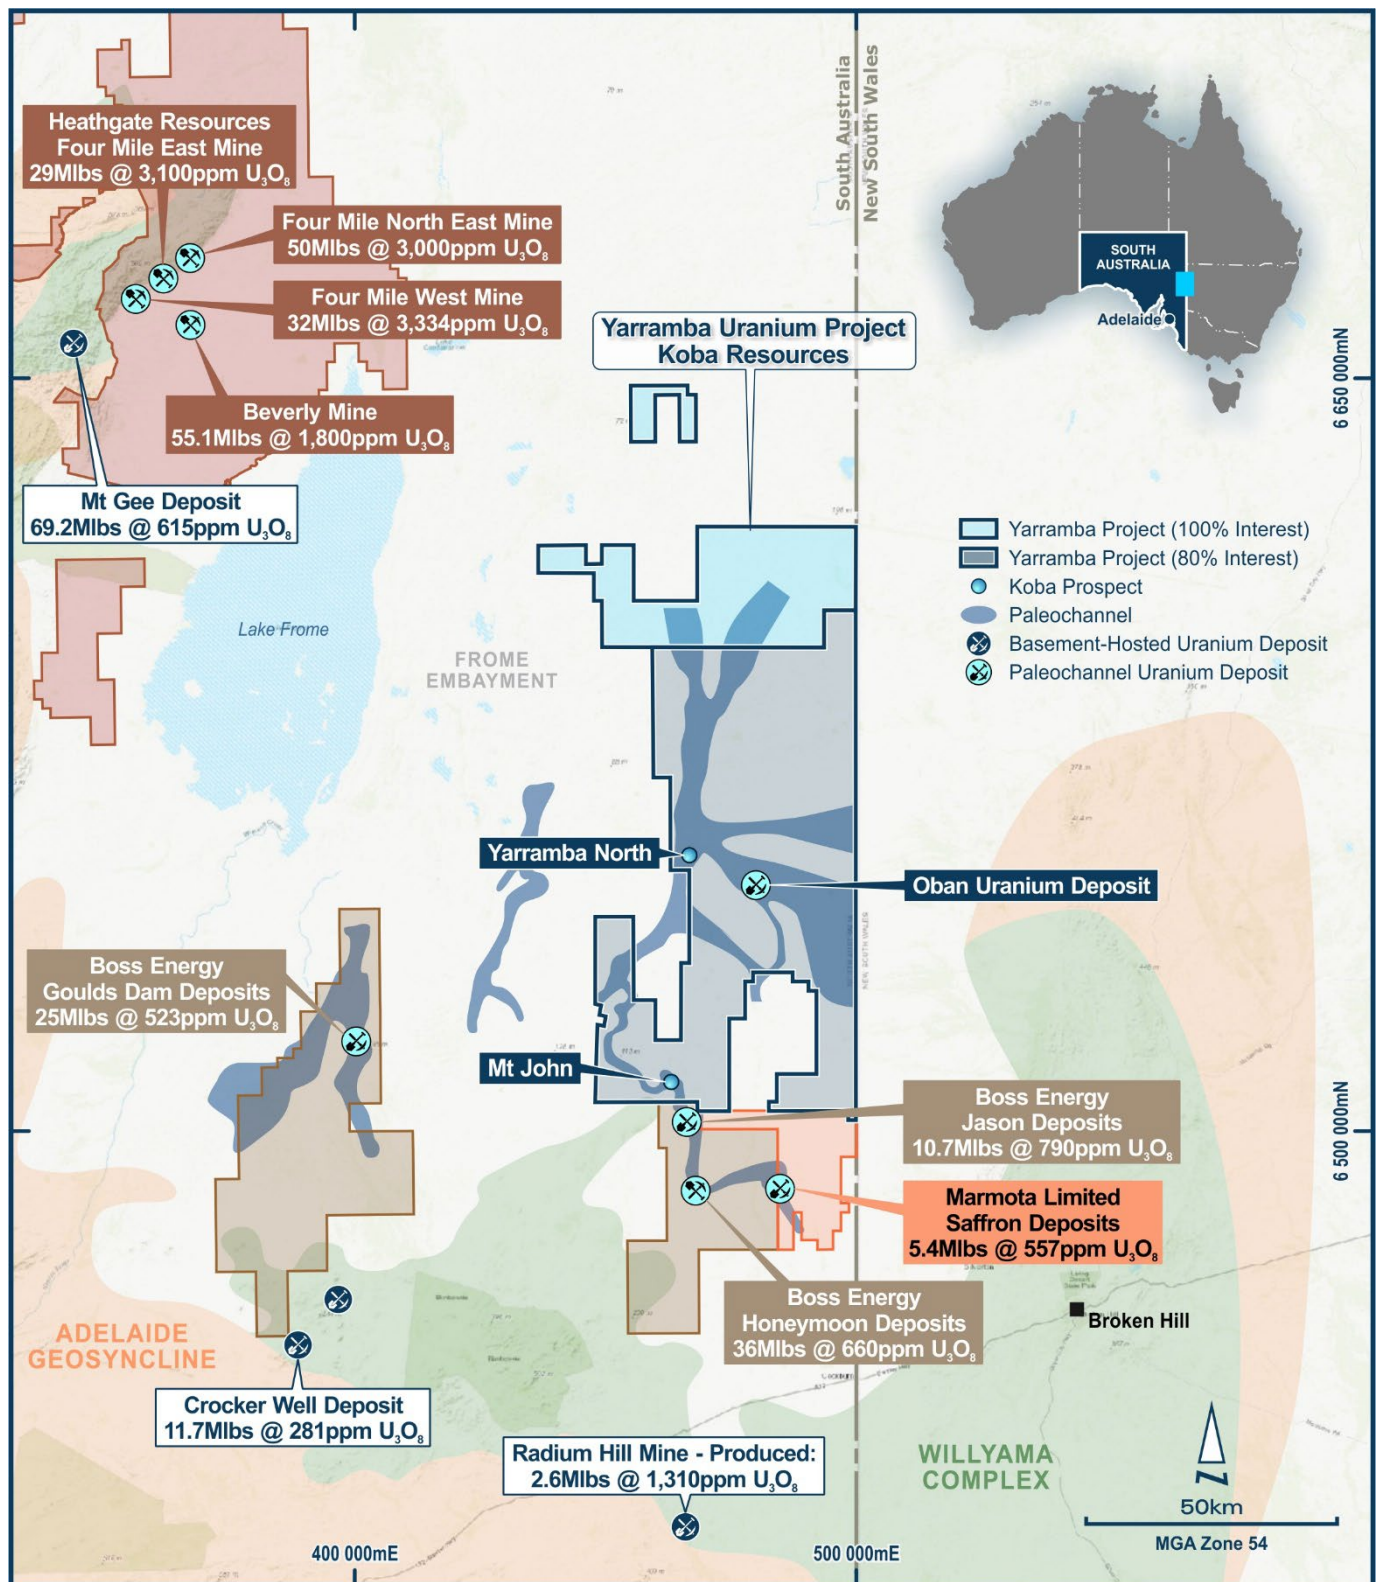 Heathgate Resources
Four Mile East Mine
29Mlbs @ 3,100ppm U₃O₈
Four Mile North East Mine
50Mlbs @ 3,000ppm U₃O₈
Four Mile West Mine
32Mlbs @ 3,334ppm U₃O₈
Beverly Mine
55.1Mlbs @ 1,800ppm U₃O₈
Mt Gee Deposit
69.2Mlbs @ 615ppm U₃O₈
South Australia
New South Wales
SOUTH
AUSTRALIA
Adelaide
6 650 000mN
Yarramba Uranium Project
Koba Resources
Yarramba Project (100% Interest)
Yarramba Project (80% Interest)
Koba Prospect
Paleochannel
Basement-Hosted Uranium Deposit
Paleochannel Uranium Deposit
Lake Frome
FROME
EMBAYMENT
Yarramba North
Oban Uranium Deposit
Boss Energy
Goulds Dam Deposits
25Mlbs @ 523ppm U₃O₈
Mt John
Boss Energy
Jason Deposits
10.7Mlbs @ 790ppm U₃O₈
6 500 000mN
Marmota Limited
Saffron Deposits
5.4Mlbs @ 557ppm U₃O₈
Boss Energy
Honeymoon Deposits
36Mlbs @ 660ppm U₃O₈
Broken Hill
ADELAIDE
GEOSYNCLINE
Crocker Well Deposit
11.7Mlbs @ 281ppm U₃O₈
Radium Hill Mine - Produced:
2.6Mlbs @ 1,310ppm U₃O₈
WILLYAMA
COMPLEX
N
50km
MGA Zone 54
400 000mE
500 000mE